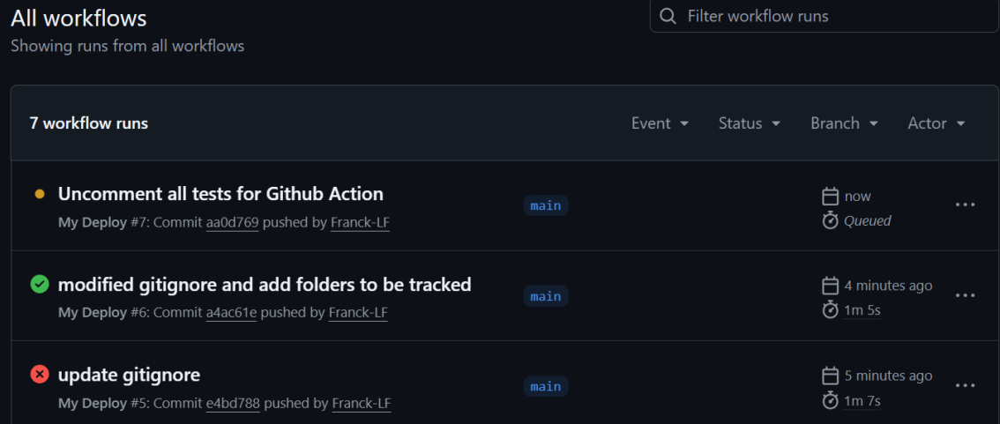 All workflows
Filter workflow runs
Showing runs from all workflows
7 workflow runs
Event
Status
Branch
Actor
Uncomment all tests for Github Action
My Deploy #7: Commit aa0d769 pushed by Franck-LF
main
now
Queued
modified gitignore and add folders to be tracked
My Deploy #6: Commit a4ac61e pushed by Franck-LF
main
4 minutes ago
1m 5s
update gitignore
My Deploy #5: Commit e4bd788 pushed by Franck-LF
main
5 minutes ago
1m 7s